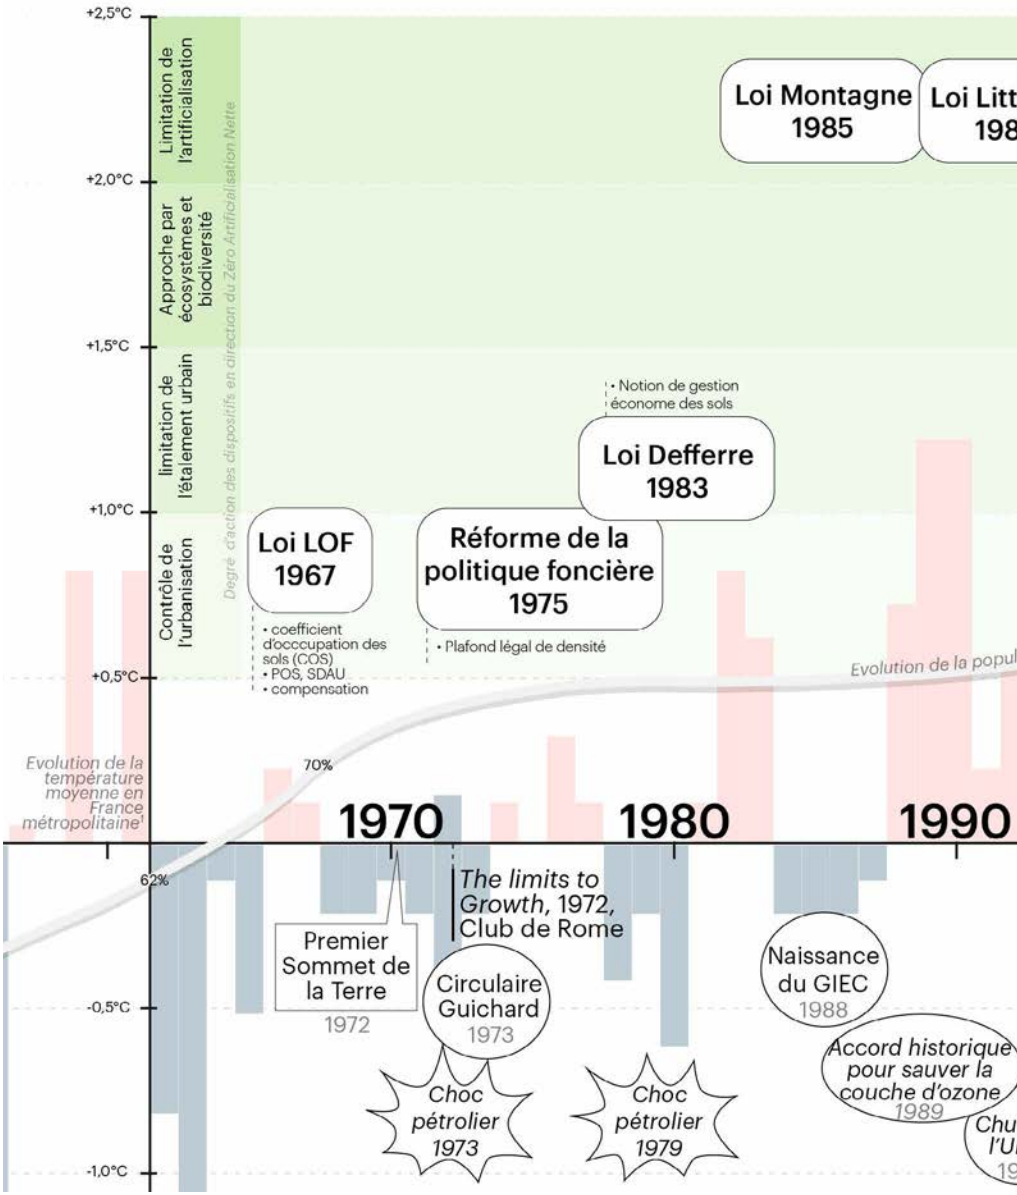 +2,5°C
+2,0°C
+1,5°C
+1,0°C
+0,5°C
-0,5°C
-1,0°C
Limitation de
l'artificialisation
Approche par
écosystèmes et
biodiversité
limitation de
l'étalement urbain
Contrôle de
l'urbanisation
Degré d'action des dispositifs en direction du Zéro Artificialisation Nette
Loi Montagne
1985
Loi Litt
198
• Notion de gestion
économe des sols
Loi Defferre
1983
Loi LOF
1967
• coefficient
d'occcupation des
sols (COS)
• POS, SDAU
• compensation
Réforme de la
politique foncière
1975
• Plafond légal de densité
Evolution de la popul
Evolution de la
température
moyenne en
France
métropolitaine¹
70%
62%
1970
1980
1990
The limits to
Growth, 1972,
Club de Rome
Premier
Sommet de
la Terre
1972
Circulaire
Guichard
1973
Naissance
du GIEC
1988
Accord historique
pour sauver la
couche d'ozone
1989
Choc
pétrolier
1973
Choc
pétrolier
1979
Chu
l'U
19